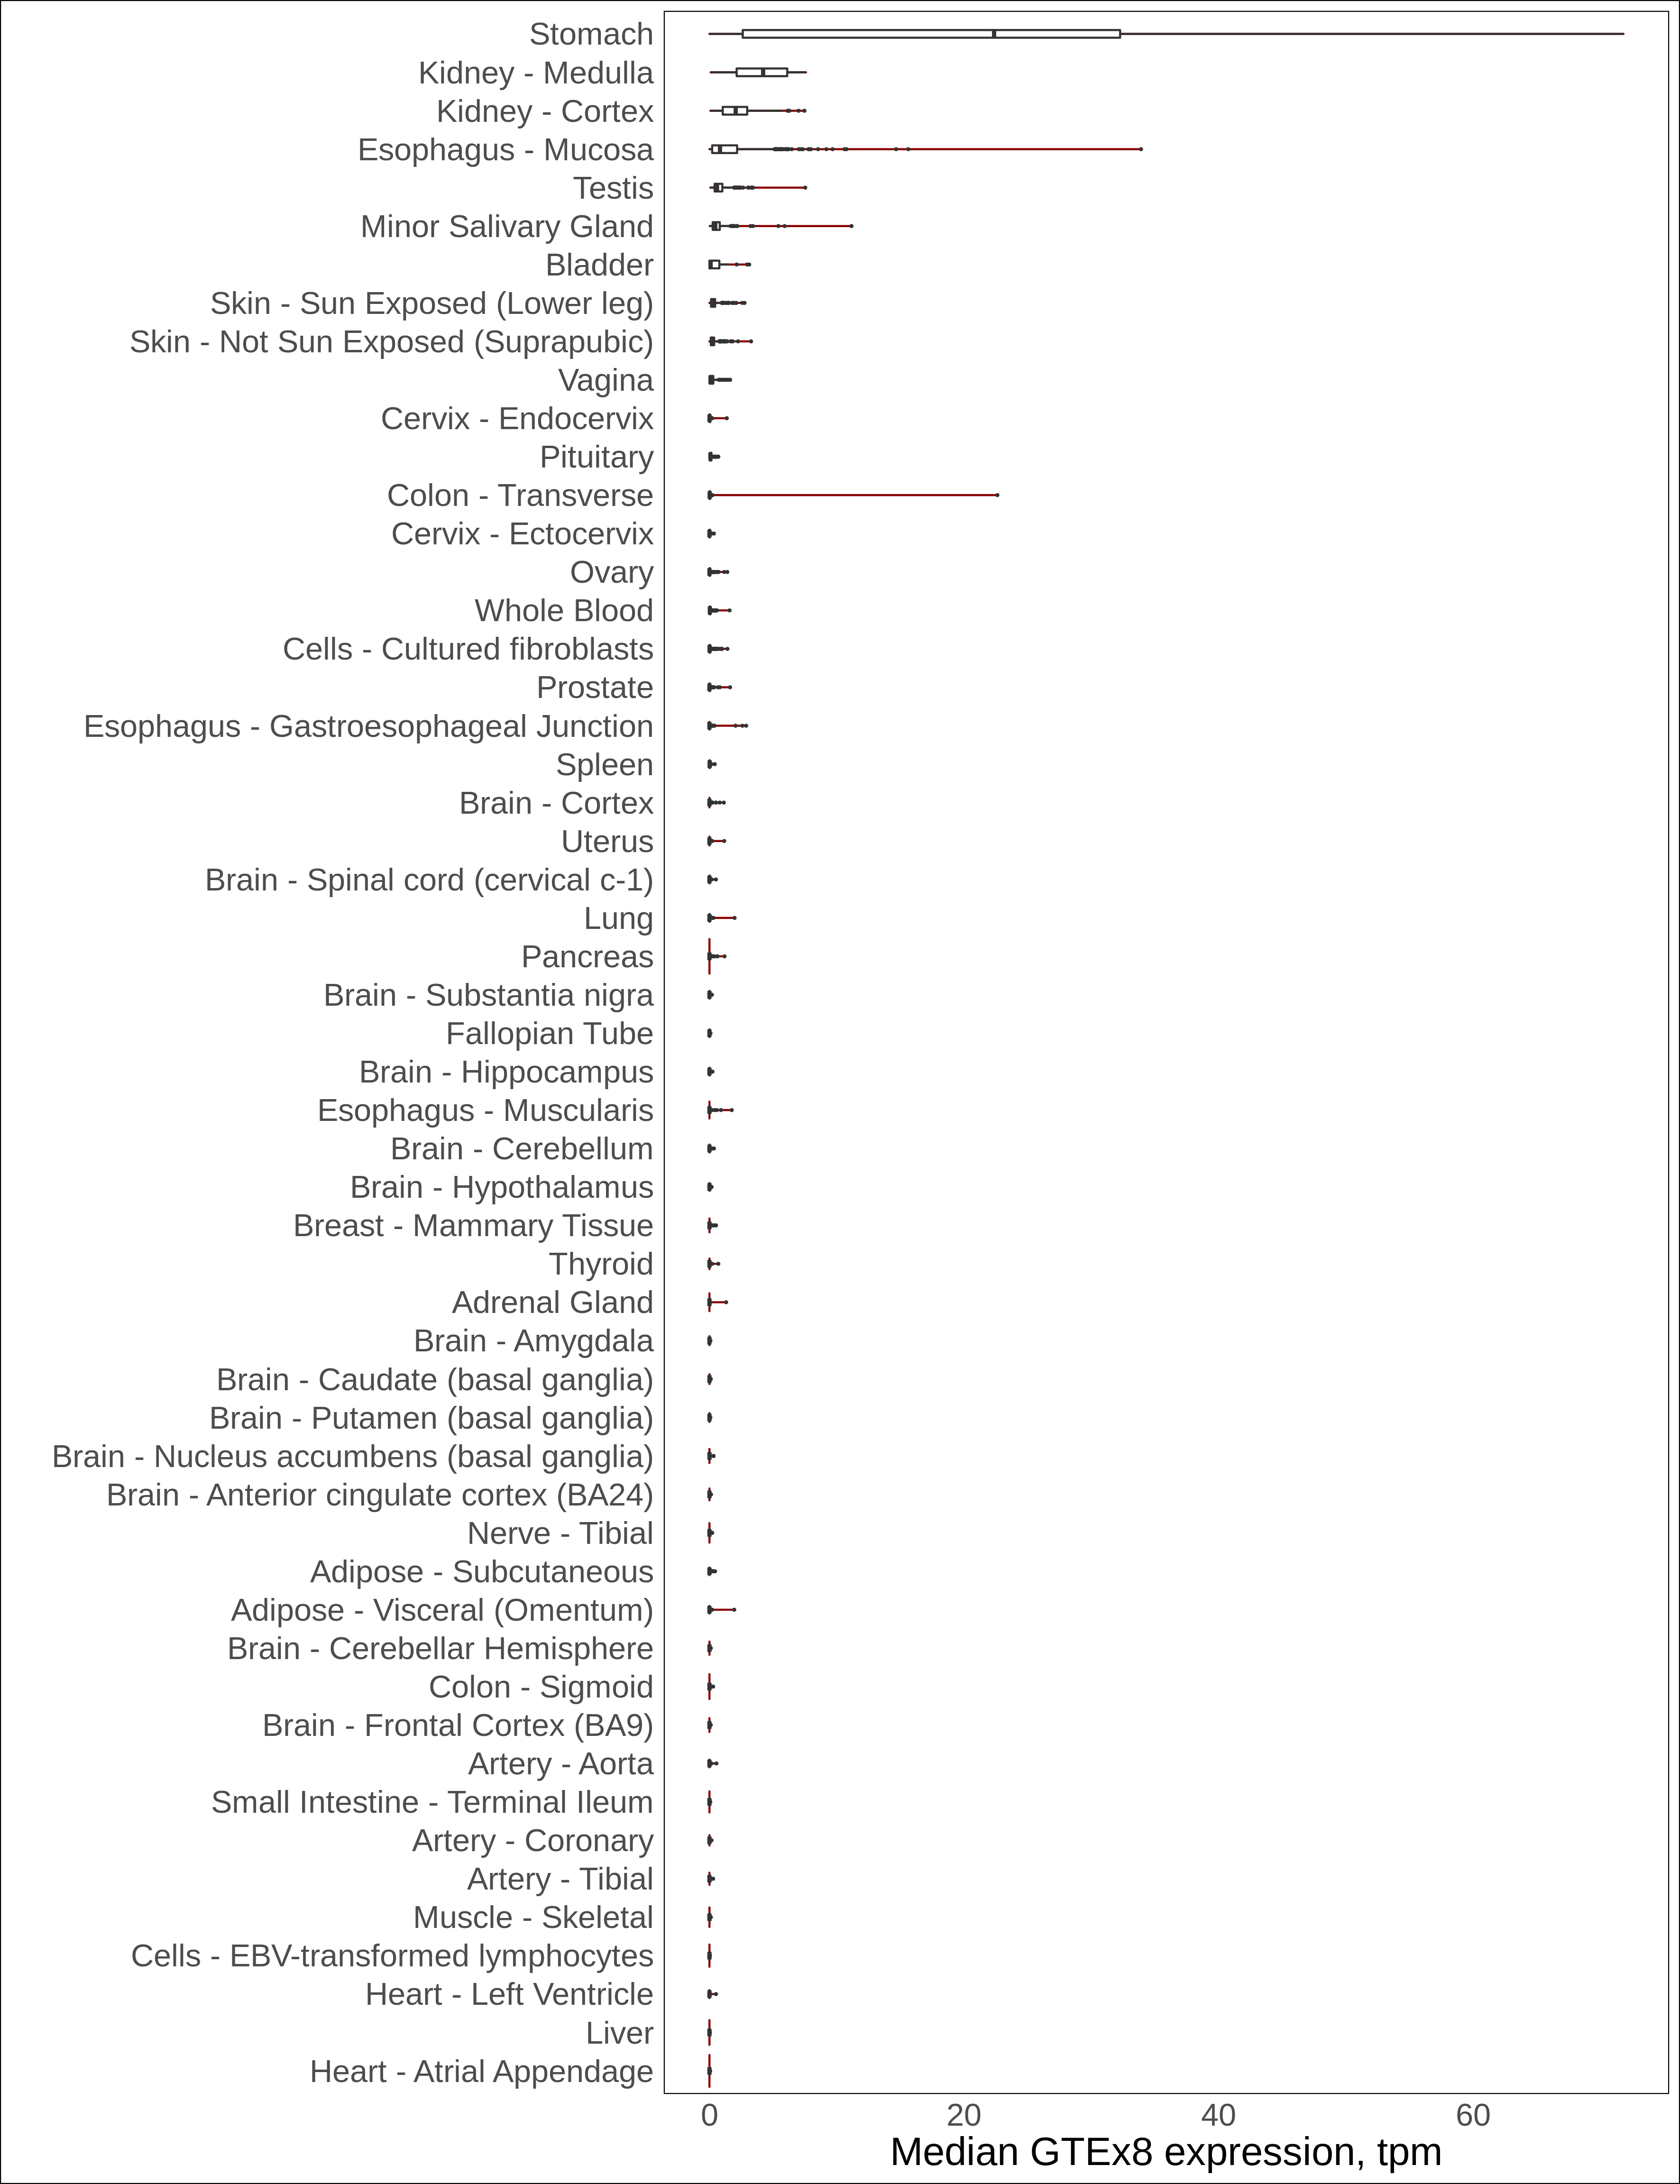 Stomach
Kidney - Medulla
Kidney - Cortex
Esophagus - Mucosa
Testis
Minor Salivary Gland
Bladder
Skin - Sun Exposed (Lower leg)
Skin - Not Sun Exposed (Suprapubic)
Vagina
Cervix - Endocervix
Pituitary
Colon - Transverse
Cervix - Ectocervix
Ovary
Whole Blood
Cells - Cultured fibroblasts
Prostate
Esophagus - Gastroesophageal Junction
Spleen
Brain - Cortex
Uterus
Brain - Spinal cord (cervical c-1)
Lung
Pancreas
Brain - Substantia nigra
Fallopian Tube
Brain - Hippocampus
Esophagus - Muscularis
Brain - Cerebellum
Brain - Hypothalamus
Breast - Mammary Tissue
Thyroid
Adrenal Gland
Brain - Amygdala
Brain - Caudate (basal ganglia)
Brain - Putamen (basal ganglia)
Brain - Nucleus accumbens (basal ganglia)
Brain - Anterior cingulate cortex (BA24)
Nerve - Tibial
Adipose - Subcutaneous
Adipose - Visceral (Omentum)
Brain - Cerebellar Hemisphere
Colon - Sigmoid
Brain - Frontal Cortex (BA9)
Artery - Aorta
Small Intestine - Terminal Ileum
Artery - Coronary
Artery - Tibial
Muscle - Skeletal
Cells - EBV-transformed lymphocytes
Heart - Left Ventricle
Liver
Heart - Atrial Appendage
0 20 40 60
Median GTEx8 expression, tpm